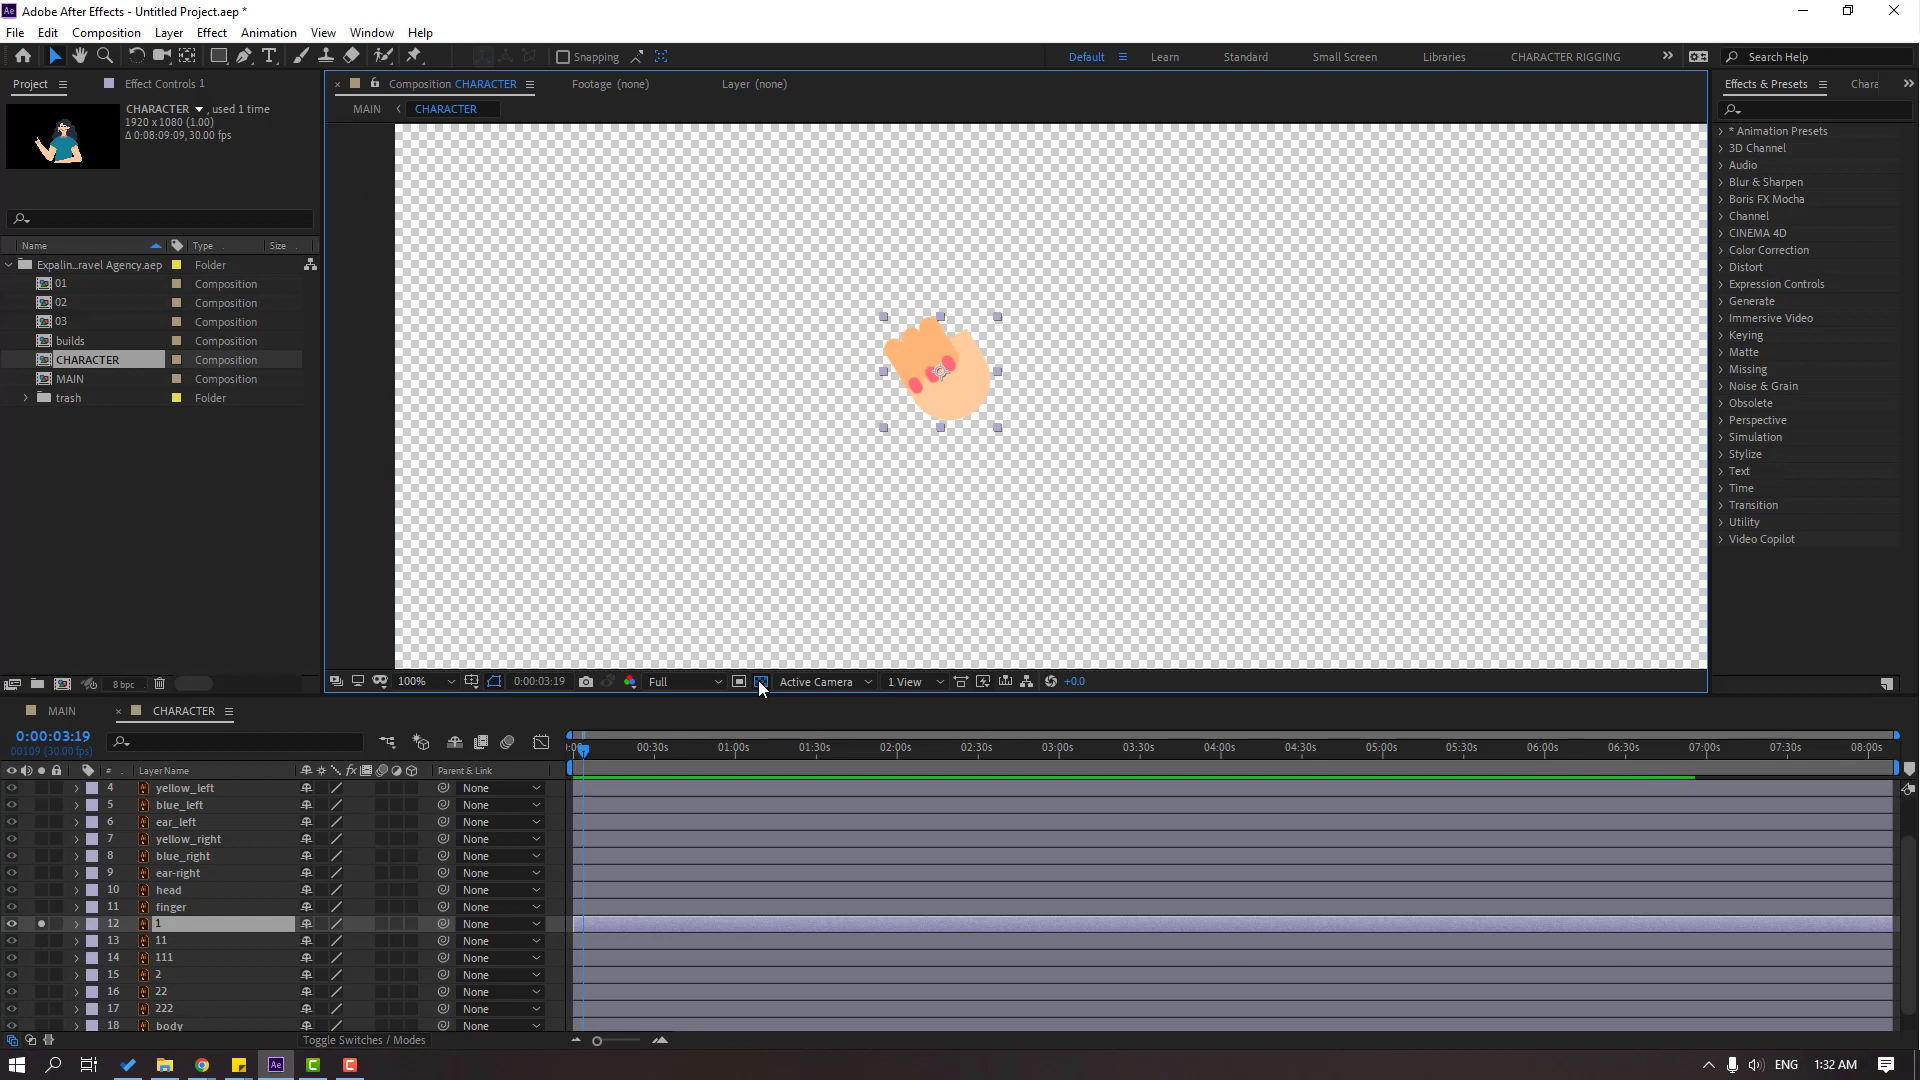 Adobe After Effects - Untitled Project.aep *
File Edit Composition Layer Effect Animation View Window Help
Snapping
Default Learn Standard Small Screen Libraries CHARACTER RIGGING
Search Help
Project Effect Controls 1
Composition CHARACTER Footage (none) Layer (none)
Effects & Presets Chara
CHARACTER , used 1 time
1920 x 1080 (1.00)
Δ 0:08:09:09, 30.00 fps
MAIN CHARACTER
Name Type Size
Expalin...ravel Agency.aep Folder
01 Composition
02 Composition
03 Composition
builds Composition
CHARACTER Composition
MAIN Composition
trash Folder
* Animation Presets
3D Channel
Audio
Blur & Sharpen
Boris FX Mocha
Channel
CINEMA 4D
Color Correction
Distort
Expression Controls
Generate
Immersive Video
Keying
Matte
Missing
Noise & Grain
Obsolete
Perspective
Simulation
Stylize
Text
Time
Transition
Utility
Video Copilot
8 bpc
100% 0:00:03:19 Full Active Camera 1 View +0.0
MAIN CHARACTER
0:00:03:19
00109 (30.00 fps)
00:30s 01:00s 01:30s 02:00s 02:30s 03:00s 03:30s 04:00s 04:30s 05:00s 05:30s 06:00s 06:30s 07:00s 07:30s 08:00s
# Layer Name fx Parent & Link
4 yellow_left None
5 blue_left None
6 ear_left None
7 yellow_right None
8 blue_right None
9 ear-right None
10 head None
11 finger None
12 1 None
13 11 None
14 111 None
15 2 None
16 22 None
17 222 None
18 body None
Toggle Switches / Modes
ENG 1:32 AM